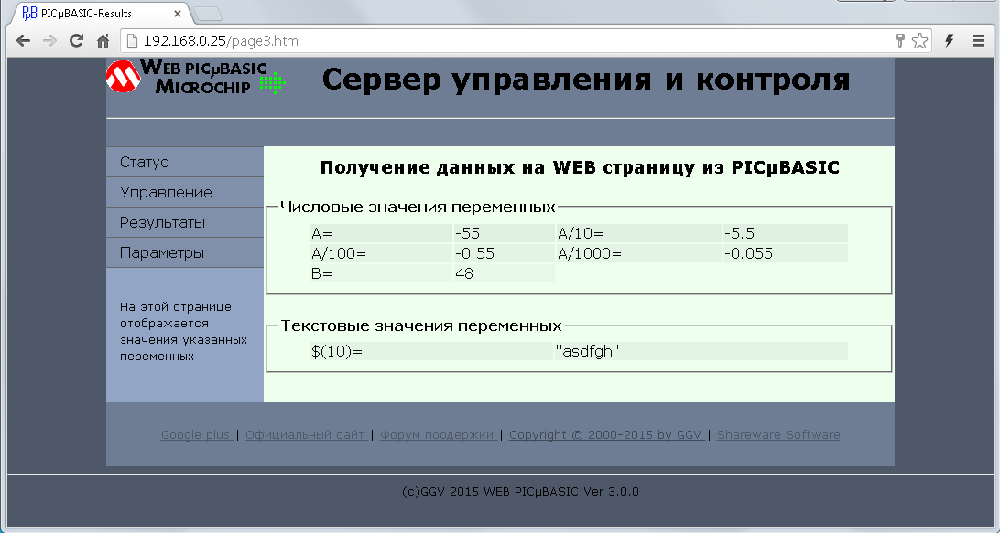 PICµBASIC-Results
192.168.0.25/page3.htm
WEB PICµBASIC
MICROCHIP
Сервер управления и контроля
Статус
Управление
Результаты
Параметры
На этой странице
отображается
значения указанных
переменных
Получение данных на WEB страницу из PICµBASIC
Числовые значения переменных
A= -55 A/10= -5.5
A/100= -0.55 A/1000= -0.055
B= 48
Текстовые значения переменных
$(10)= "asdfgh"
Google plus | Официальный сайт | Форум поодержки | Copyright © 2000-2015 by GGV | Shareware Software
(c)GGV 2015 WEB PICµBASIC Ver 3.0.0